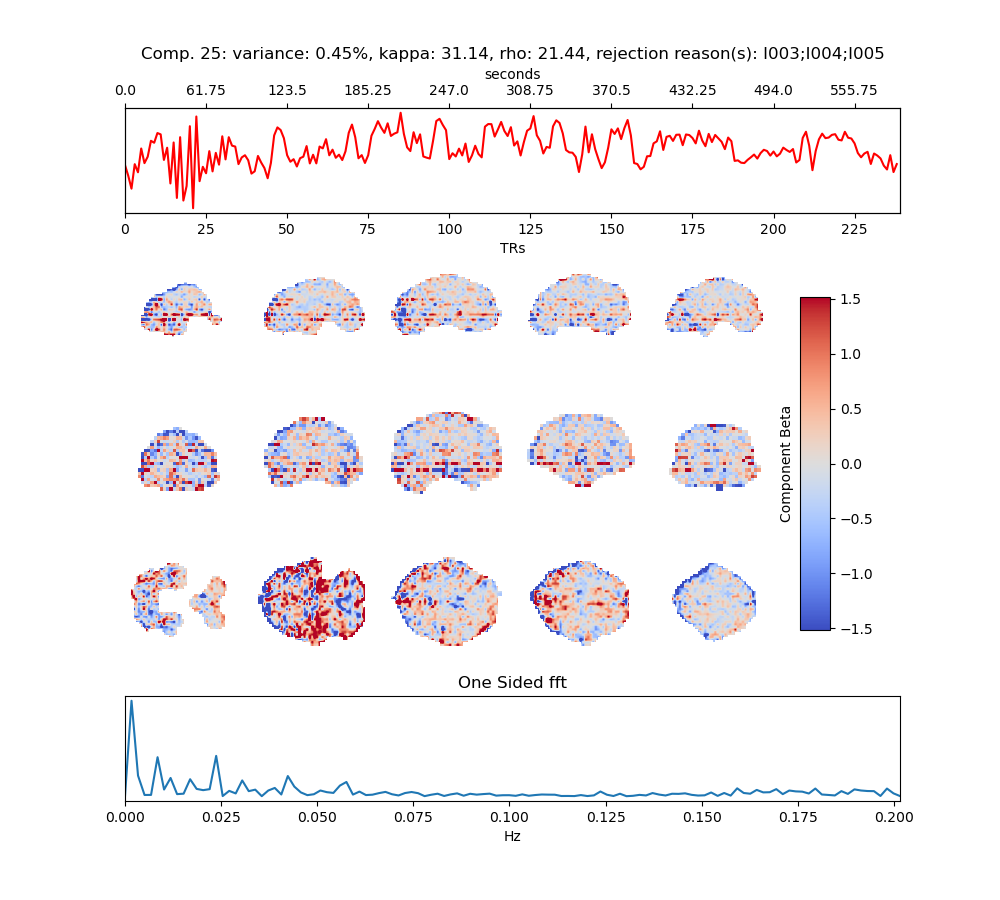 Comp. 25: variance: 0.45%, kappa: 31.14, rho: 21.44, rejection reason(s): I003;I004;I005
seconds
0.0 61.75 123.5 185.25 247.0 308.75 370.5 432.25 494.0 555.75
0 25 50 75 100 125 150 175 200 225
TRs
1.5
1.0
0.5
0.0
−0.5
−1.0
−1.5
Component Beta
One Sided fft
0.000 0.025 0.050 0.075 0.100 0.125 0.150 0.175 0.200
Hz